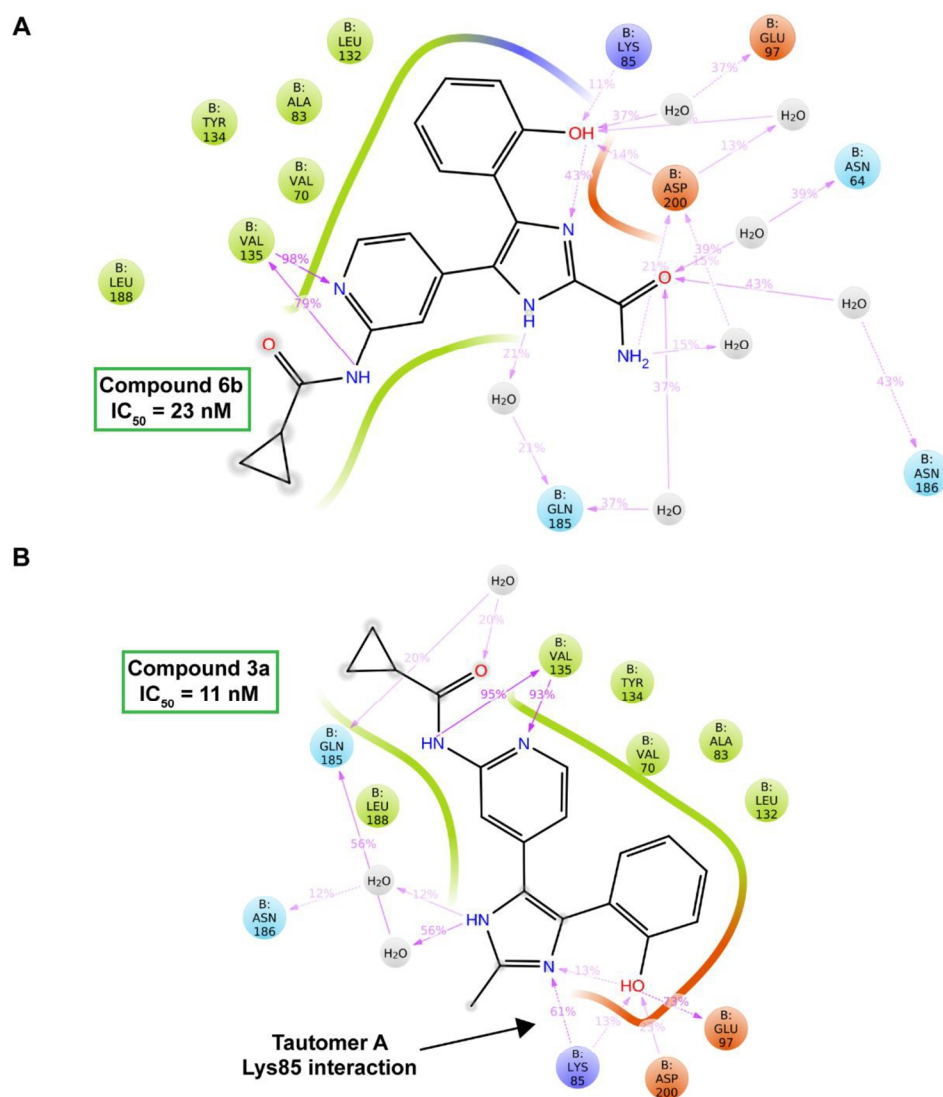 A
B:
LEU
132
B:
ALA
83
B:
TYR
134
B:
VAL
70
B:
VAL
135
B:
LEU
188
B:
LYS
85
B:
GLU
97
11%
37%
H₂O
37%
H₂O
OH
14%
13%
B:
ASP
200
B:
ASN
64
43%
39%
H₂O
N
39%
15%
21%
O
43%
H₂O
98%
N
79%
N
H
NH₂
15%
H₂O
O
NH
21%
37%
43%
H₂O
21%
B:
GLN
185
37%
H₂O
B:
ASN
186
Compound 6b
IC₅₀ = 23 nM
B
H₂O
20%
20%
O
B:
VAL
135
B:
TYR
134
Compound 3a
IC₅₀ = 11 nM
95%
93%
HN
N
B:
GLN
185
B:
VAL
70
B:
ALA
83
B:
LEU
132
B:
LEU
188
56%
H₂O
12%
12%
B:
ASN
186
HN
56%
H₂O
N
13%
HO
73%
61%
13%
23%
B:
GLU
97
B:
LYS
85
B:
ASP
200
Tautomer A
Lys85 interaction